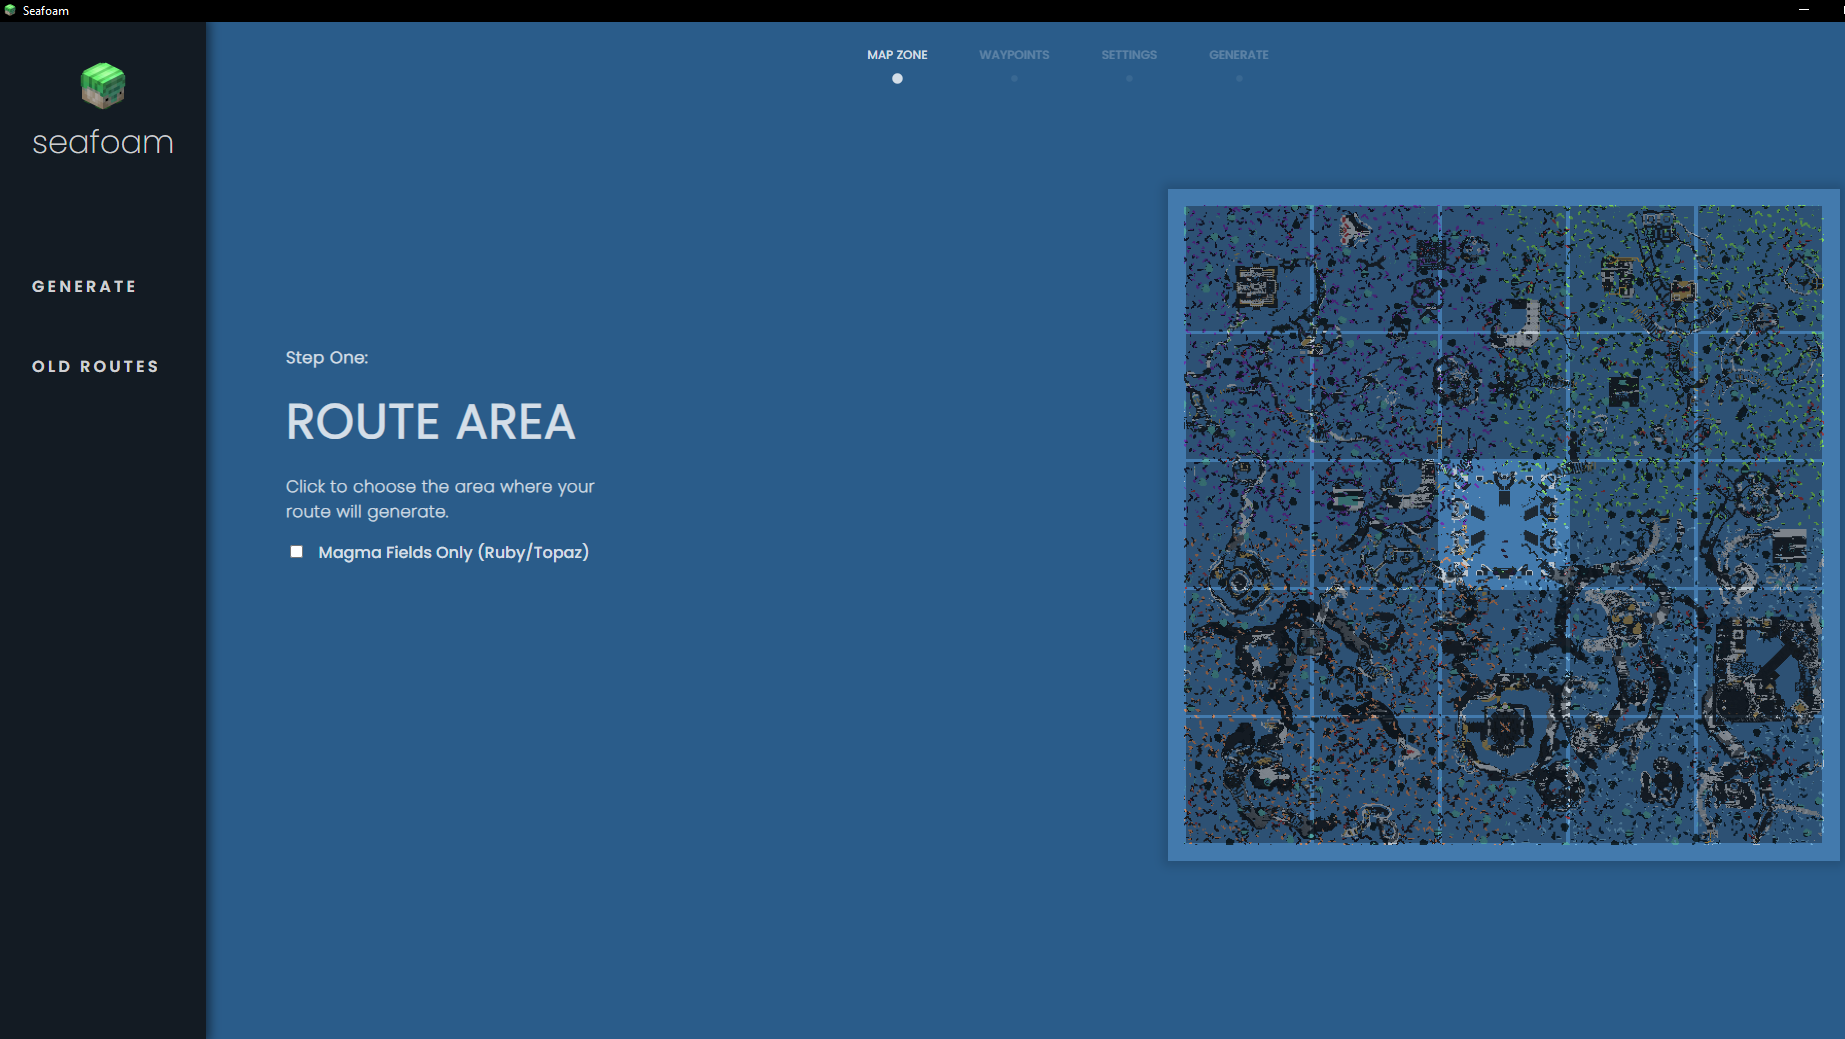 Seafoam
seafoam
GENERATE
OLD ROUTES
MAP ZONE
WAYPOINTS
SETTINGS
GENERATE
Step One:
ROUTE AREA
Click to choose the area where your
route will generate.
Magma Fields Only (Ruby/Topaz)